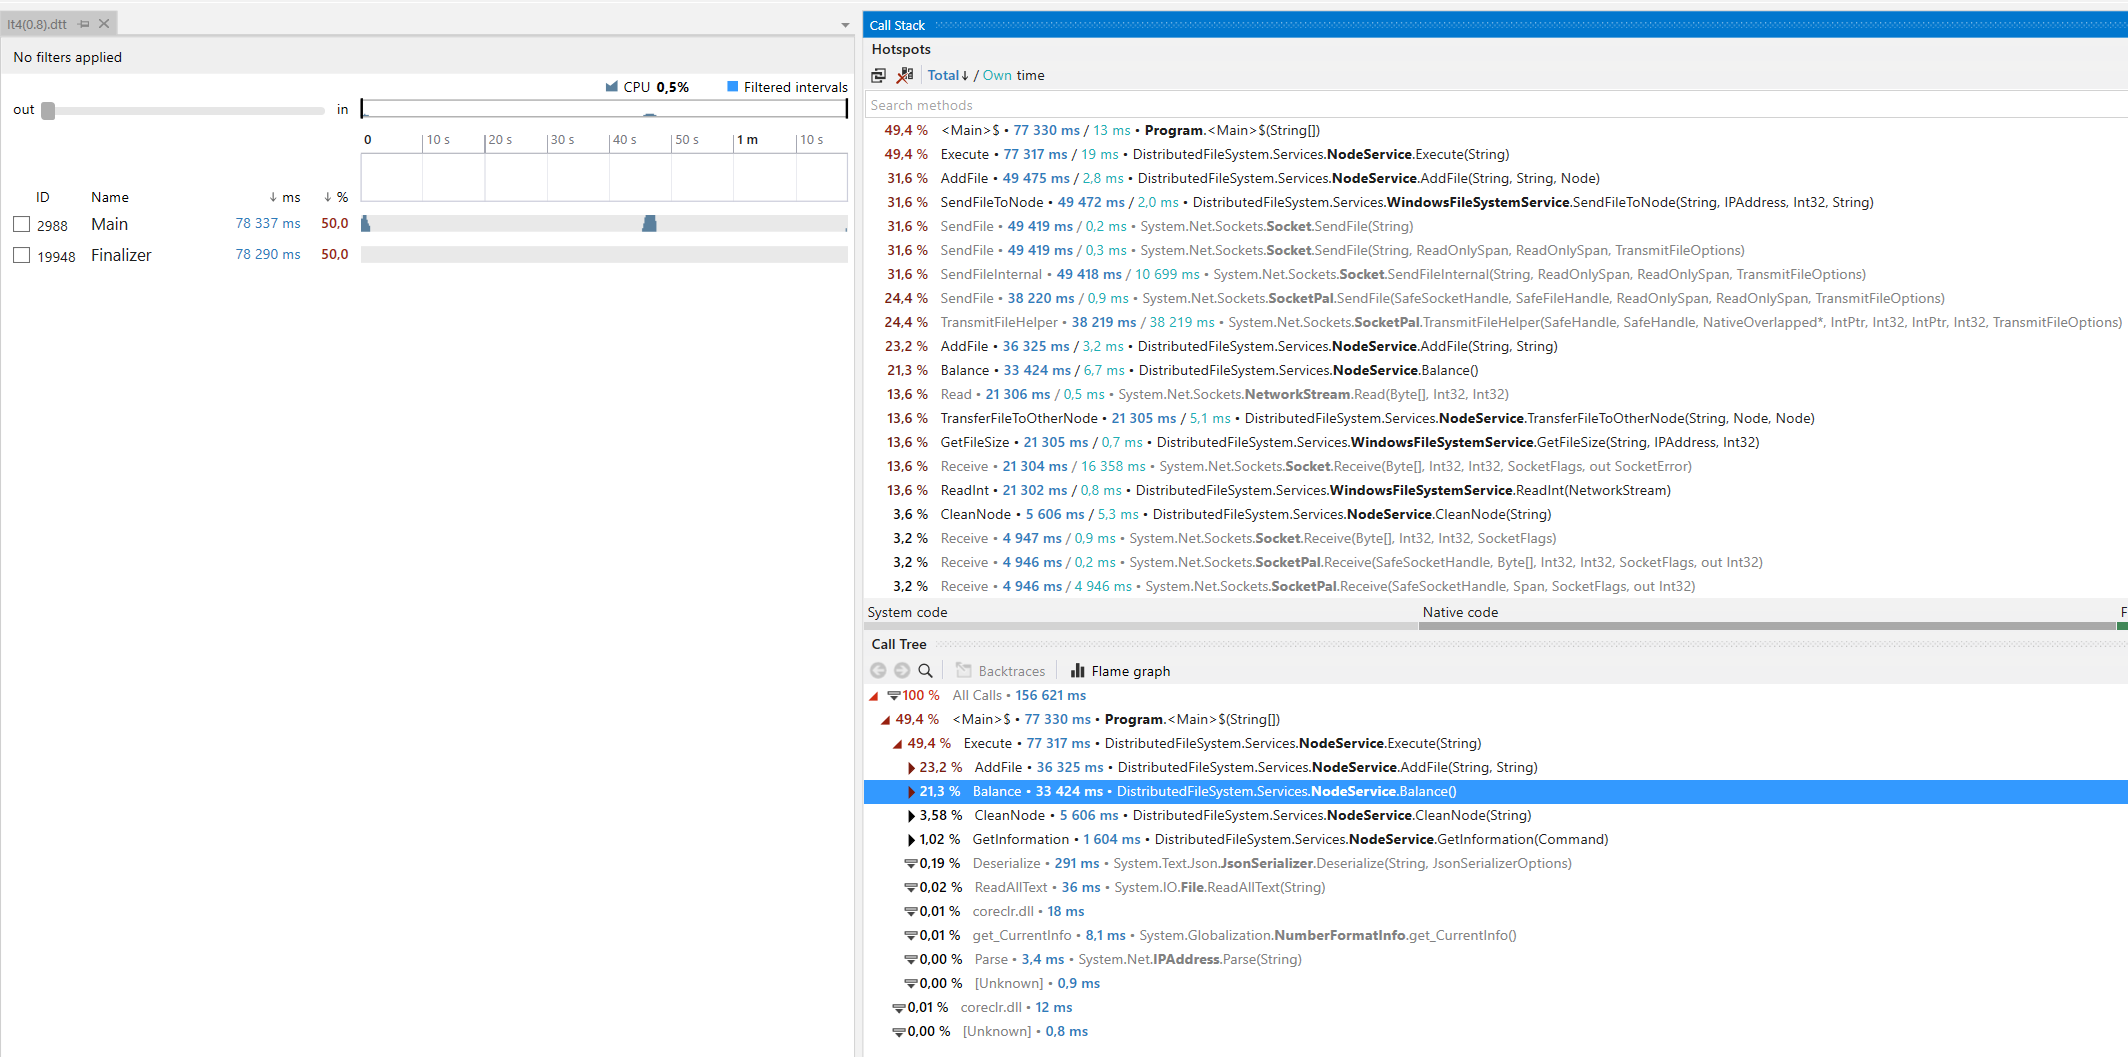 It4(0.8).dtt
No filters applied
CPU 0,5% Filtered intervals
out in
0 10 s 20 s 30 s 40 s 50 s 1 m 10 s
ID Name ↓ ms ↓ %
2988 Main 78 337 ms 50,0
19948 Finalizer 78 290 ms 50,0
Call Stack
Hotspots
Total↓ / Own time
Search methods
49,4 % <Main>$ • 77 330 ms / 13 ms • Program.<Main>$(String[])
49,4 % Execute • 77 317 ms / 19 ms • DistributedFileSystem.Services.NodeService.Execute(String)
31,6 % AddFile • 49 475 ms / 2,8 ms • DistributedFileSystem.Services.NodeService.AddFile(String, String, Node)
31,6 % SendFileToNode • 49 472 ms / 2,0 ms • DistributedFileSystem.Services.WindowsFileSystemService.SendFileToNode(String, IPAddress, Int32, String)
31,6 % SendFile • 49 419 ms / 0,2 ms • System.Net.Sockets.Socket.SendFile(String)
31,6 % SendFile • 49 419 ms / 0,3 ms • System.Net.Sockets.Socket.SendFile(String, ReadOnlySpan, ReadOnlySpan, TransmitFileOptions)
31,6 % SendFileInternal • 49 418 ms / 10 699 ms • System.Net.Sockets.Socket.SendFileInternal(String, ReadOnlySpan, ReadOnlySpan, TransmitFileOptions)
24,4 % SendFile • 38 220 ms / 0,9 ms • System.Net.Sockets.SocketPal.SendFile(SafeSocketHandle, SafeFileHandle, ReadOnlySpan, ReadOnlySpan, TransmitFileOptions)
24,4 % TransmitFileHelper • 38 219 ms / 38 219 ms • System.Net.Sockets.SocketPal.TransmitFileHelper(SafeHandle, SafeHandle, NativeOverlapped*, IntPtr, Int32, IntPtr, Int32, TransmitFileOptions)
23,2 % AddFile • 36 325 ms / 3,2 ms • DistributedFileSystem.Services.NodeService.AddFile(String, String)
21,3 % Balance • 33 424 ms / 6,7 ms • DistributedFileSystem.Services.NodeService.Balance()
13,6 % Read • 21 306 ms / 0,5 ms • System.Net.Sockets.NetworkStream.Read(Byte[], Int32, Int32)
13,6 % TransferFileToOtherNode • 21 305 ms / 5,1 ms • DistributedFileSystem.Services.NodeService.TransferFileToOtherNode(String, Node, Node)
13,6 % GetFileSize • 21 305 ms / 0,7 ms • DistributedFileSystem.Services.WindowsFileSystemService.GetFileSize(String, IPAddress, Int32)
13,6 % Receive • 21 304 ms / 16 358 ms • System.Net.Sockets.Socket.Receive(Byte[], Int32, Int32, SocketFlags, out SocketError)
13,6 % ReadInt • 21 302 ms / 0,8 ms • DistributedFileSystem.Services.WindowsFileSystemService.ReadInt(NetworkStream)
3,6 % CleanNode • 5 606 ms / 5,3 ms • DistributedFileSystem.Services.NodeService.CleanNode(String)
3,2 % Receive • 4 947 ms / 0,9 ms • System.Net.Sockets.Socket.Receive(Byte[], Int32, Int32, SocketFlags)
3,2 % Receive • 4 946 ms / 0,2 ms • System.Net.Sockets.SocketPal.Receive(SafeSocketHandle, Byte[], Int32, Int32, SocketFlags, out Int32)
3,2 % Receive • 4 946 ms / 4 946 ms • System.Net.Sockets.SocketPal.Receive(SafeSocketHandle, Span, SocketFlags, out Int32)
System code Native code F
Call Tree
Backtraces Flame graph
100 % All Calls • 156 621 ms
49,4 % <Main>$ • 77 330 ms • Program.<Main>$(String[])
49,4 % Execute • 77 317 ms • DistributedFileSystem.Services.NodeService.Execute(String)
23,2 % AddFile • 36 325 ms • DistributedFileSystem.Services.NodeService.AddFile(String, String)
21,3 % Balance • 33 424 ms • DistributedFileSystem.Services.NodeService.Balance()
3,58 % CleanNode • 5 606 ms • DistributedFileSystem.Services.NodeService.CleanNode(String)
1,02 % GetInformation • 1 604 ms • DistributedFileSystem.Services.NodeService.GetInformation(Command)
0,19 % Deserialize • 291 ms • System.Text.Json.JsonSerializer.Deserialize(String, JsonSerializerOptions)
0,02 % ReadAllText • 36 ms • System.IO.File.ReadAllText(String)
0,01 % coreclr.dll • 18 ms
0,01 % get_CurrentInfo • 8,1 ms • System.Globalization.NumberFormatInfo.get_CurrentInfo()
0,00 % Parse • 3,4 ms • System.Net.IPAddress.Parse(String)
0,00 % [Unknown] • 0,9 ms
0,01 % coreclr.dll • 12 ms
0,00 % [Unknown] • 0,8 ms